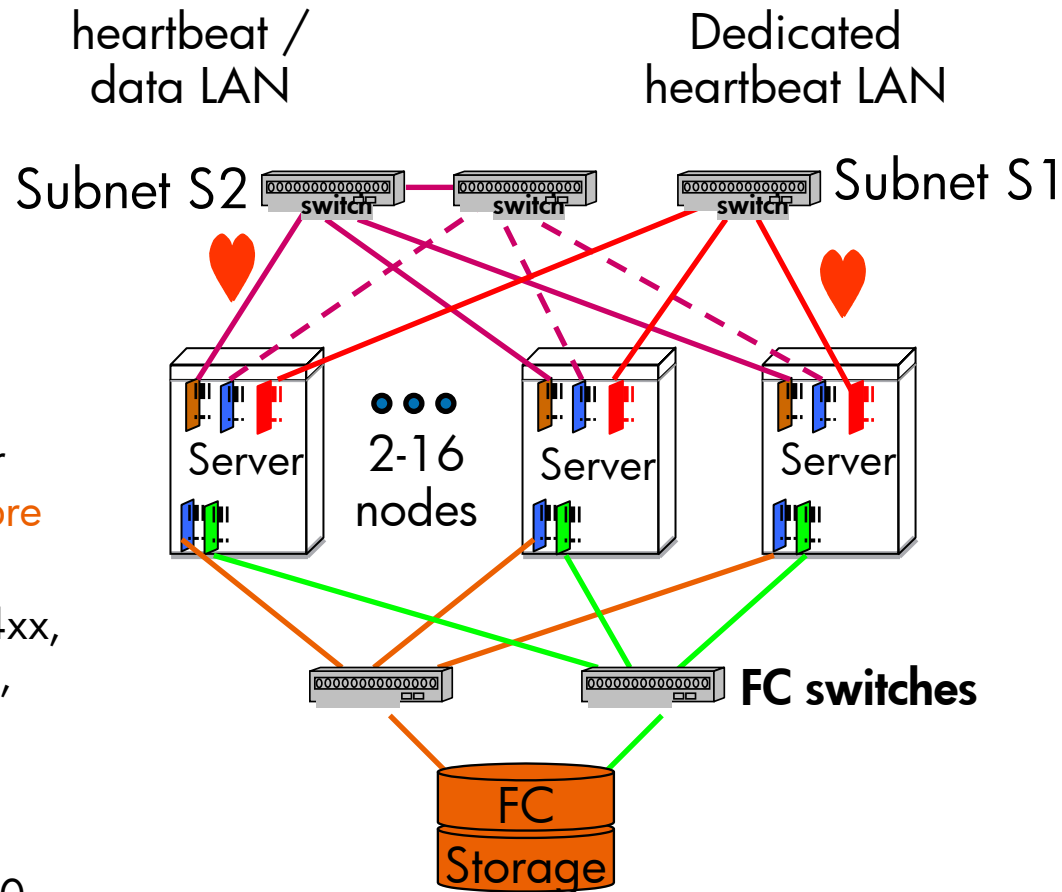 heartbeat /
data LAN
Dedicated
heartbeat LAN
Subnet S2
switch
switch
switch
Subnet S1
Server
2-16
nodes
Server
Server
4xx,
FC switches
FC
Storage